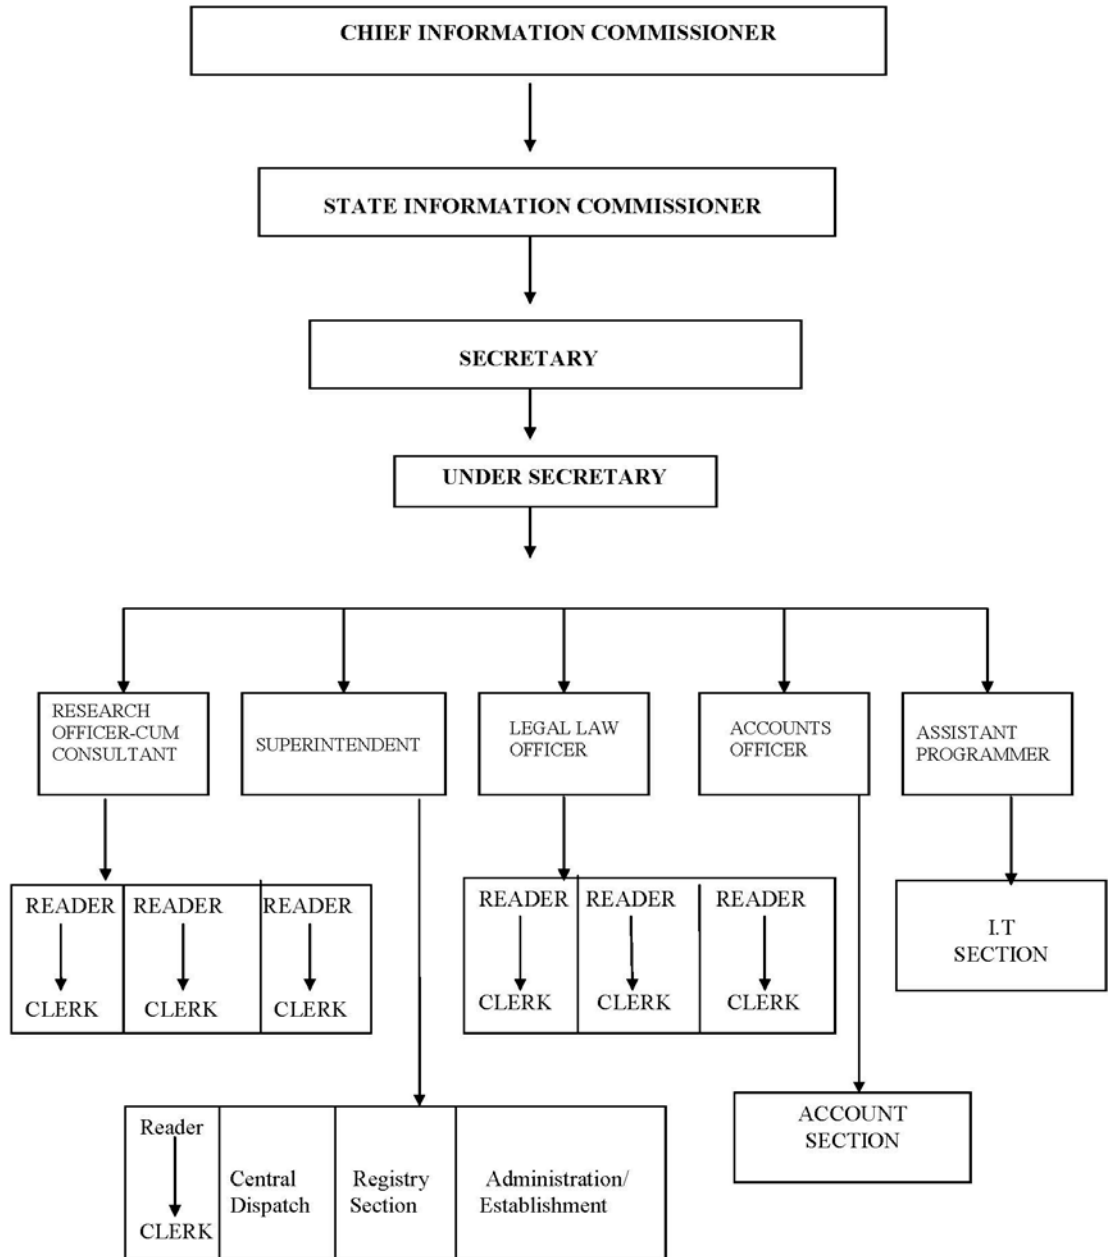 CHIEF INFORMATION COMMISSIONER
STATE INFORMATION COMMISSIONER
SECRETARY
UNDER SECRETARY
RESEARCH
OFFICER-CUM
CONSULTANT
SUPERINTENDENT
LEGAL LAW
OFFICER
ACCOUNTS
OFFICER
ASSISTANT
PROGRAMMER
READER
CLERK
READER
CLERK
READER
CLERK
READER
CLERK
READER
CLERK
READER
CLERK
I.T
SECTION
Reader
CLERK
Central
Dispatch
Registry
Section
Administration/
Establishment
ACCOUNT
SECTION